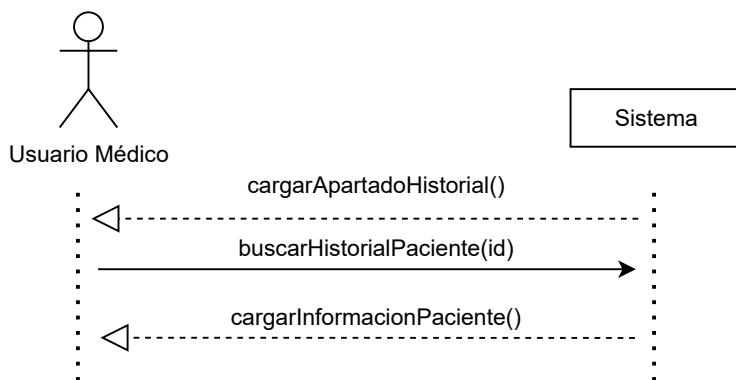 Usuario Médico
Sistema
cargarApartadoHistorial()
buscarHistorialPaciente(id)
cargarInformacionPaciente()